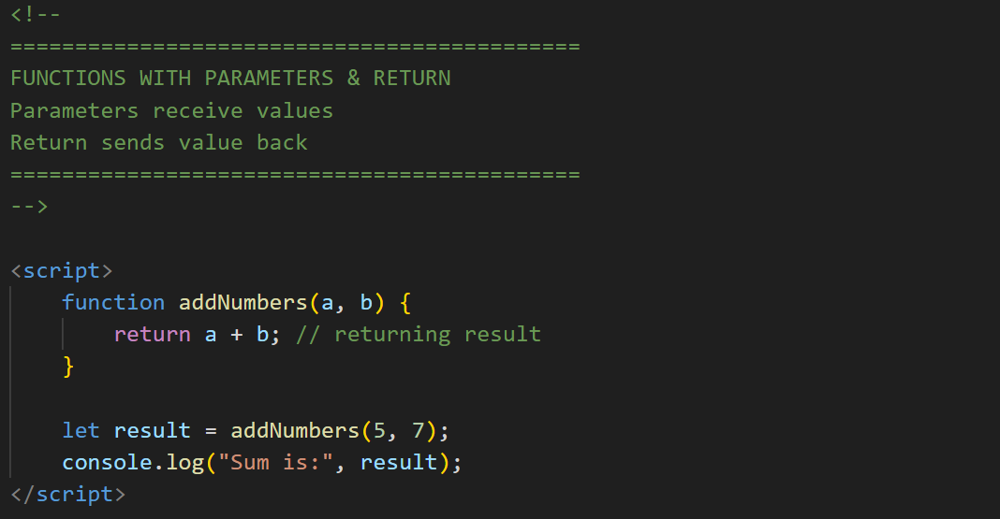 <!--
============================================
FUNCTIONS WITH PARAMETERS & RETURN
Parameters receive values
Return sends value back
============================================
-->
<script>
    function addNumbers(a, b) {
        return a + b; // returning result
    }
    let result = addNumbers(5, 7);
    console.log("Sum is:", result);
</script>